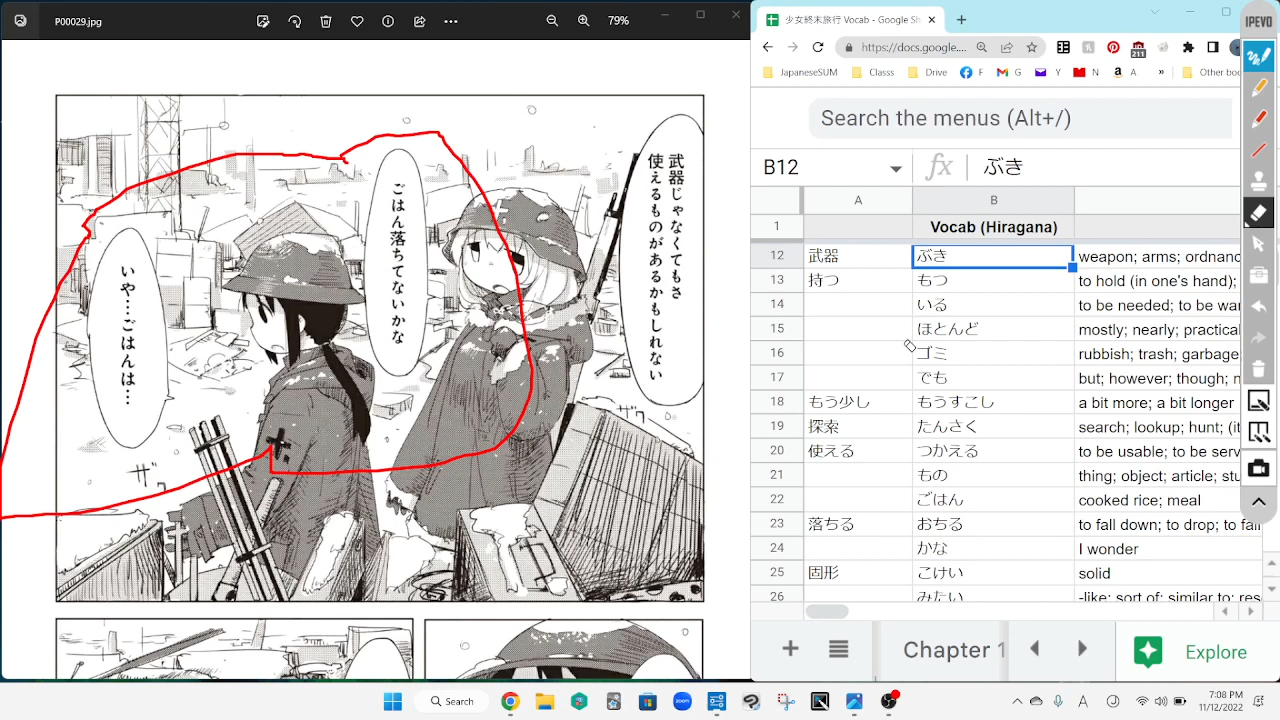 P00029.jpg
79%
武器じゃなくてもさ
使えるものがあるかもしれない
ごはん落ちてないかな
いや…ごはんは…
ザク
ザク
少女終末旅行 Vocab - Google Sh
https://docs.google....
211
JapaneseSUM
Class
Drive
F
G
Y
N
A
»
Other boo
Search the menus (Alt+/)
B12
fx
ぶき
A
B
1 Vocab (Hiragana)
12 武器 ぶき weapon; arms; ordnanc
13 持つ もつ to hold (in one's hand);
14 いる to be needed; to be war
15 ほとんど mostly; nearly; practica
16 ゴミ rubbish; trash; garbage
17 でも but; however; though; n
18 もう少し もうすこし a bit more; a bit longer
19 探索 たんさく search; lookup; hunt; (it
20 使える つかえる to be usable; to be serv
21 もの thing; object; article; stu
22 ごはん cooked rice; meal
23 落ちる おちる to fall down; to drop; to fall
24 かな I wonder
25 固形 こけい solid
26 みたい -like; sort of; similar to; res
Chapter 1
Explore
IPEVO
Search
zoom
A
7:08 PM
11/12/2022